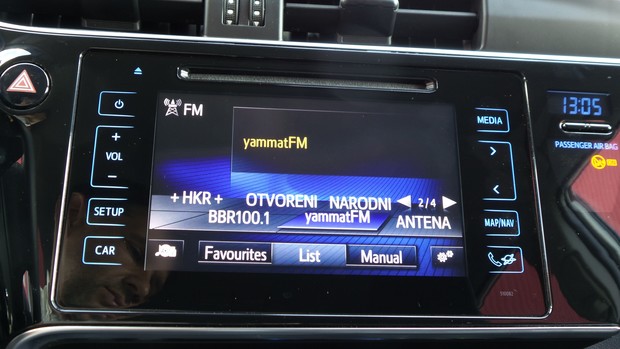 FM
MEDIA
13:05
PASSENGER AIR BAG
yammatFM
+
VOL
−
SETUP
CAR
+ HKR + OTVORENI NARODNI 2/4
BBR100.1 yammatFM ANTENA
Favourites List Manual
MAP/NAV